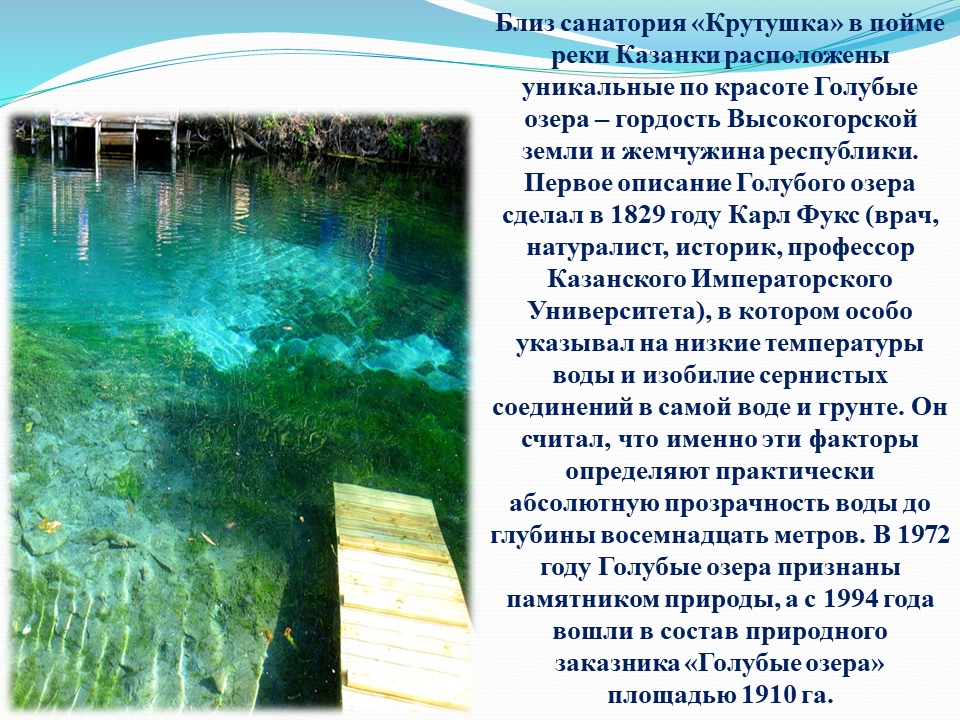 Близ санатория «Крутушка» в пойме
реки Казанки расположены
уникальные по красоте Голубые
озера – гордость Высокогорской
земли и жемчужина республики.
Первое описание Голубого озера
сделал в 1829 году Карл Фукс (врач,
натуралист, историк, профессор
Казанского Императорского
Университета), в котором особо
указывал на низкие температуры
воды и изобилие сернистых
соединений в самой воде и грунте. Он
считал, что именно эти факторы
определяют практически
абсолютную прозрачность воды до
глубины восемнадцать метров. В 1972
году Голубые озера признаны
памятником природы, а с 1994 года
вошли в состав природного
заказника «Голубые озера»
площадью 1910 га.